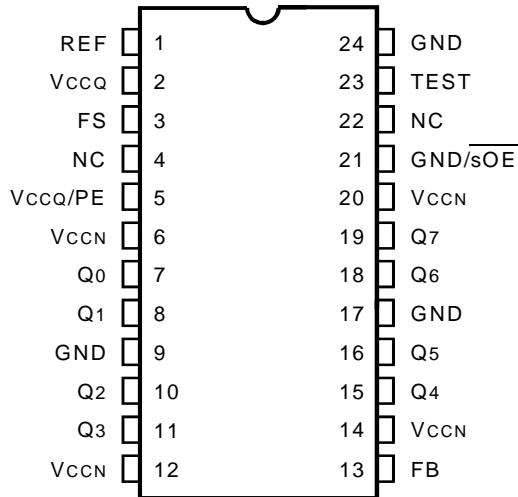 REF 1 24 GND
VCCQ 2 23 TEST
FS 3 22 NC
NC 4 21 GND/sOE
VCCQ/PE 5 20 VCCN
VCCN 6 19 Q7
Q0 7 18 Q6
Q1 8 17 GND
GND 9 16 Q5
Q2 10 15 Q4
Q3 11 14 VCCN
VCCN 12 13 FB